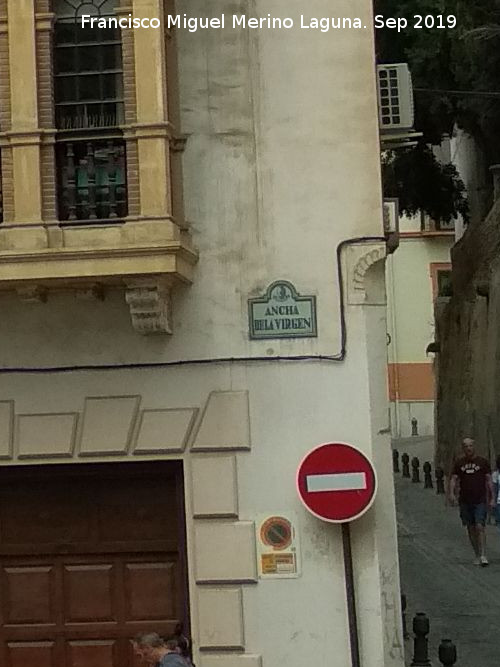 Francisco Miguel Merino Laguna. Sep 2019
ANCHA
DE LA VIRGEN